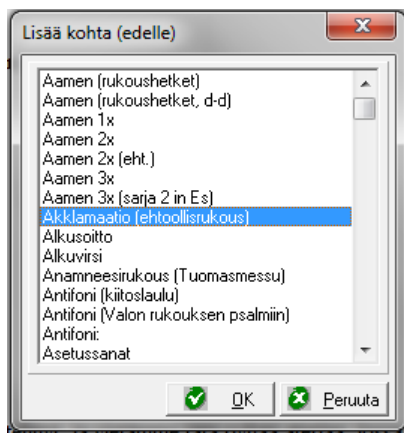 Lisää kohta (edelle)
Aamen (rukoushetket)
Aamen (rukoushetket, d-d)
Aamen 1x
Aamen 2x
Aamen 2x (eht.)
Aamen 3x
Aamen 3x (sarja 2 in Es)
Akklamaatio (ehtoollisrukous)
Alkusoitto
Alkuvirsi
Anamneesirukous (Tuomasmessu)
Antifoni (kiitoslaulu)
Antifoni (Valon rukouksen psalmiin)
Antifoni:
Asetussanat
OK Peruuta